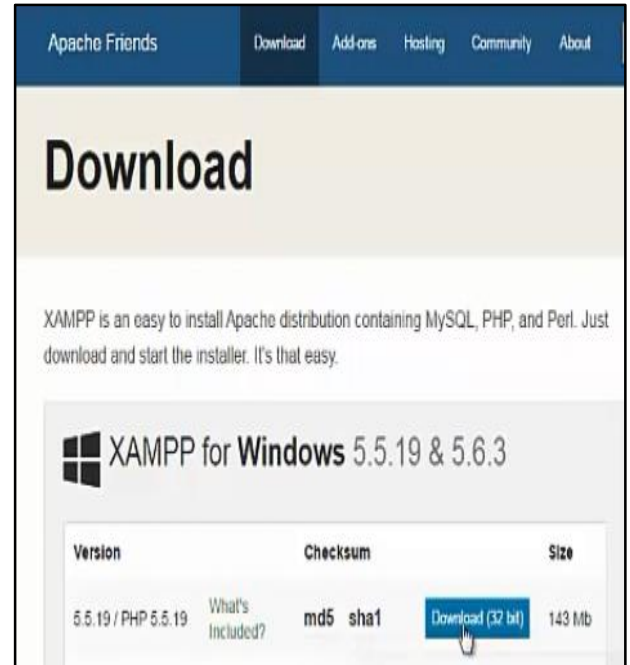 Apache Friends Download Add-ons Hosting Community About
Download
XAMPP is an easy to install Apache distribution containing MySQL, PHP, and Perl. Just
download and start the installer. It's that easy.
XAMPP for Windows 5.5.19 & 5.6.3
Version Checksum Size
5.5.19 / PHP 5.5.19 What's Included? md5 sha1 Download (32 bit) 143 Mb